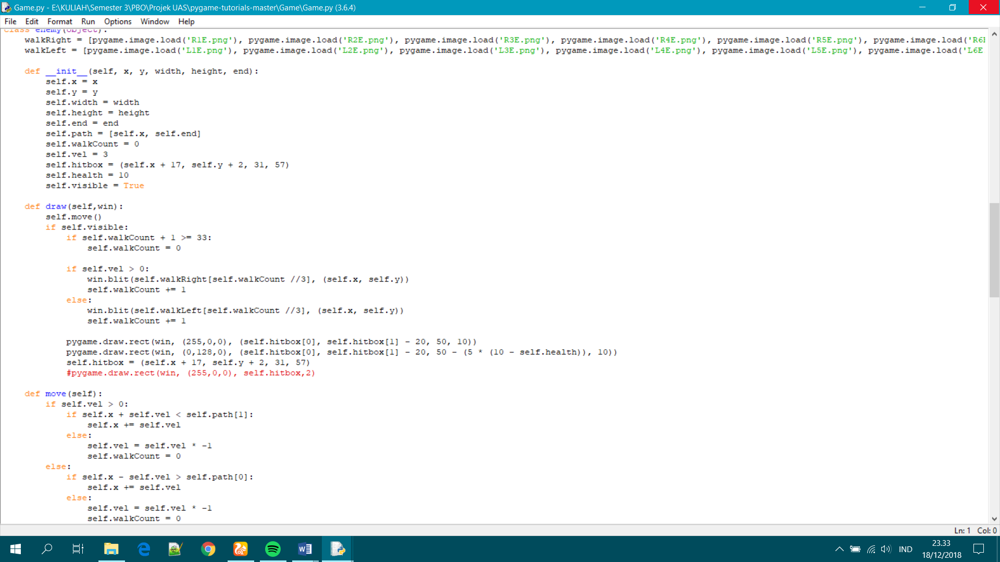 Game.py - E:\KULIAH\Semester 3\PBO\Projek UAS\pygame-tutorials-master\Game\Game.py (3.6.4)
File Edit Format Run Options Window Help
class enemy(object):
    walkRight = [pygame.image.load('R1E.png'), pygame.image.load('R2E.png'), pygame.image.load('R3E.png'), pygame.image.load('R4E.png'), pygame.image.load('R5E.png'), pygame.image.load('R6E
    walkLeft = [pygame.image.load('L1E.png'), pygame.image.load('L2E.png'), pygame.image.load('L3E.png'), pygame.image.load('L4E.png'), pygame.image.load('L5E.png'), pygame.image.load('L6E
    def __init__(self, x, y, width, height, end):
        self.x = x
        self.y = y
        self.width = width
        self.height = height
        self.end = end
        self.path = [self.x, self.end]
        self.walkCount = 0
        self.vel = 3
        self.hitbox = (self.x + 17, self.y + 2, 31, 57)
        self.health = 10
        self.visible = True
    def draw(self,win):
        self.move()
        if self.visible:
            if self.walkCount + 1 >= 33:
                self.walkCount = 0
            if self.vel > 0:
                win.blit(self.walkRight[self.walkCount //3], (self.x, self.y))
                self.walkCount += 1
            else:
                win.blit(self.walkLeft[self.walkCount //3], (self.x, self.y))
                self.walkCount += 1
            pygame.draw.rect(win, (255,0,0), (self.hitbox[0], self.hitbox[1] - 20, 50, 10))
            pygame.draw.rect(win, (0,128,0), (self.hitbox[0], self.hitbox[1] - 20, 50 - (5 * (10 - self.health)), 10))
            self.hitbox = (self.x + 17, self.y + 2, 31, 57)
            #pygame.draw.rect(win, (255,0,0), self.hitbox,2)
    def move(self):
        if self.vel > 0:
            if self.x + self.vel < self.path[1]:
                self.x += self.vel
            else:
                self.vel = self.vel * -1
                self.walkCount = 0
        else:
            if self.x - self.vel > self.path[0]:
                self.x += self.vel
            else:
                self.vel = self.vel * -1
                self.walkCount = 0
Ln: 1 Col: 0
IND
23.33
18/12/2018